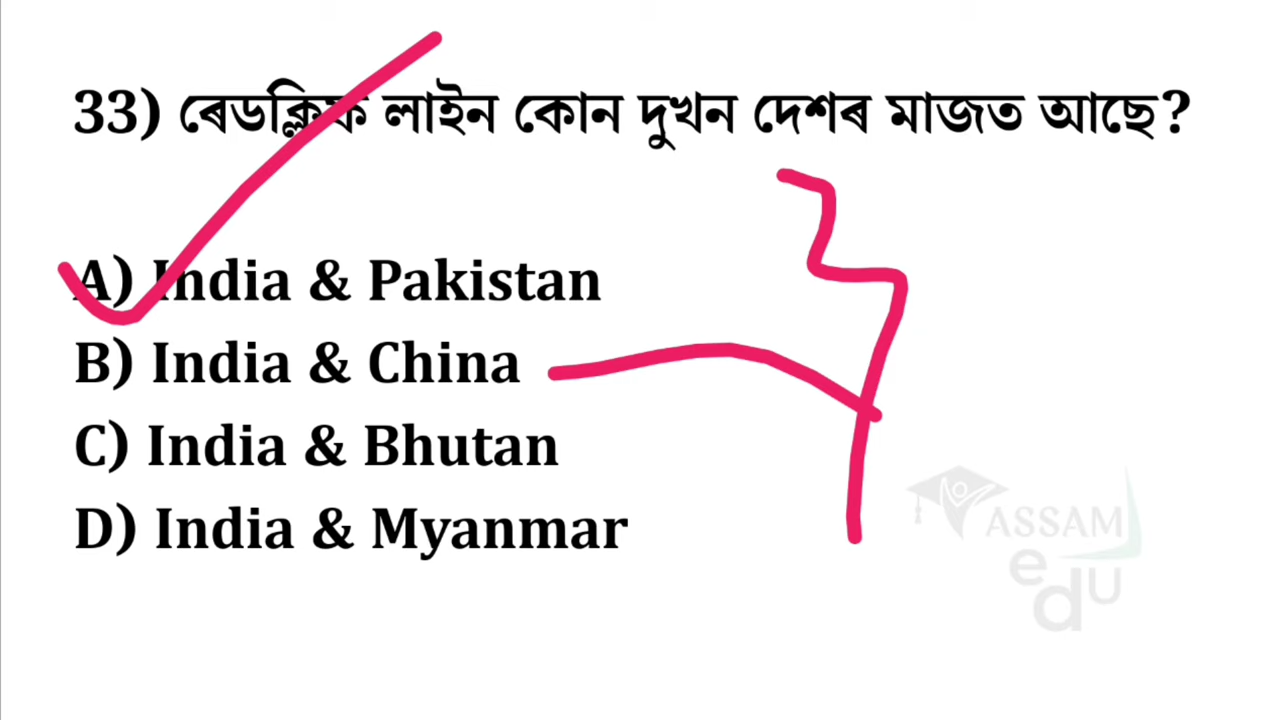 33) ৰেডক্লিফ লাইন কোন দুখন দেশৰ মাজত আছে?
A) India & Pakistan
B) India & China
C) India & Bhutan
D) India & Myanmar
ASSAM
edU